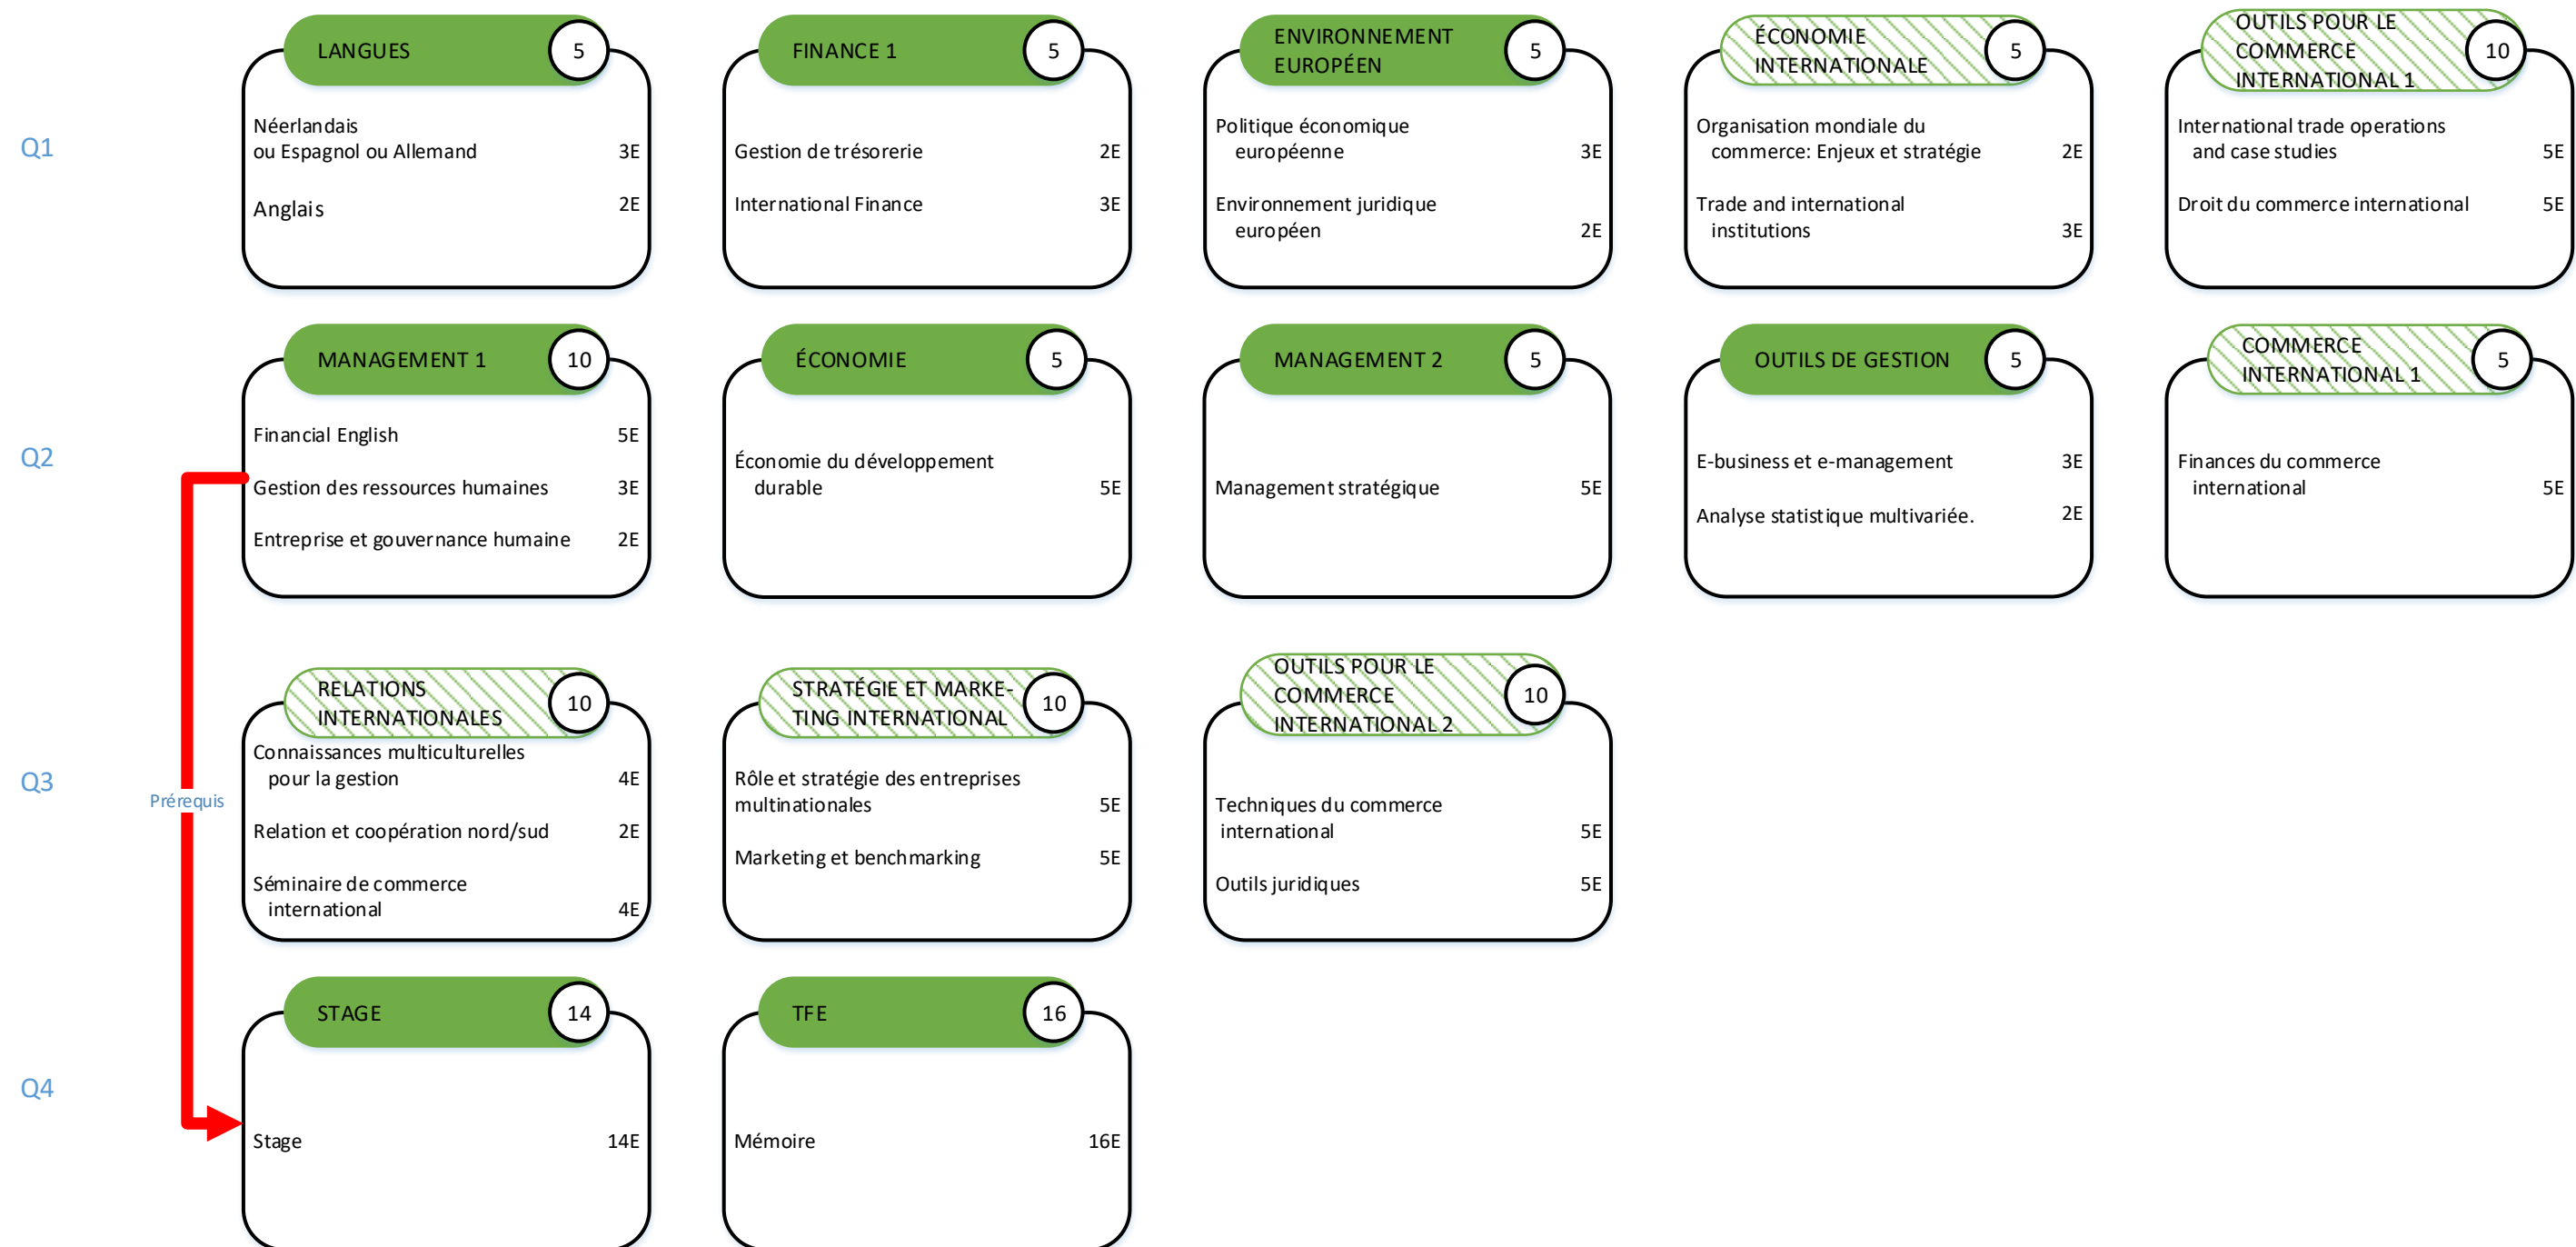 Q1
LANGUES 5
Néerlandais
ou Espagnol ou Allemand 3E
Anglais 2E
FINANCE 1 5
Gestion de trésorerie 2E
International Finance 3E
ENVIRONNEMENT
EUROPÉEN 5
Politique économique
européenne 3E
Environnement juridique
européen 2E
ÉCONOMIE
INTERNATIONALE 5
Organisation mondiale du
commerce: Enjeux et stratégie 2E
Trade and international
institutions 3E
OUTILS POUR LE
COMMERCE
INTERNATIONAL 1 10
International trade operations
and case studies 5E
Droit du commerce international 5E
Q2
MANAGEMENT 1 10
Financial English 5E
Gestion des ressources humaines 3E
Entreprise et gouvernance humaine 2E
ÉCONOMIE 5
Économie du développement
durable 5E
MANAGEMENT 2 5
Management stratégique 5E
OUTILS DE GESTION 5
E-business et e-management 3E
Analyse statistique multivariée. 2E
COMMERCE
INTERNATIONAL 1 5
Finances du commerce
international 5E
Q3
Prérequis
RELATIONS
INTERNATIONALES 10
Connaissances multiculturelles
pour la gestion 4E
Relation et coopération nord/sud 2E
Séminaire de commerce
international 4E
STRATÉGIE ET MARKE-
TING INTERNATIONAL 10
Rôle et stratégie des entreprises
multinationales 5E
Marketing et benchmarking 5E
OUTILS POUR LE
COMMERCE
INTERNATIONAL 2 10
Techniques du commerce
international 5E
Outils juridiques 5E
Q4
STAGE 14
Stage 14E
TFE 16
Mémoire 16E